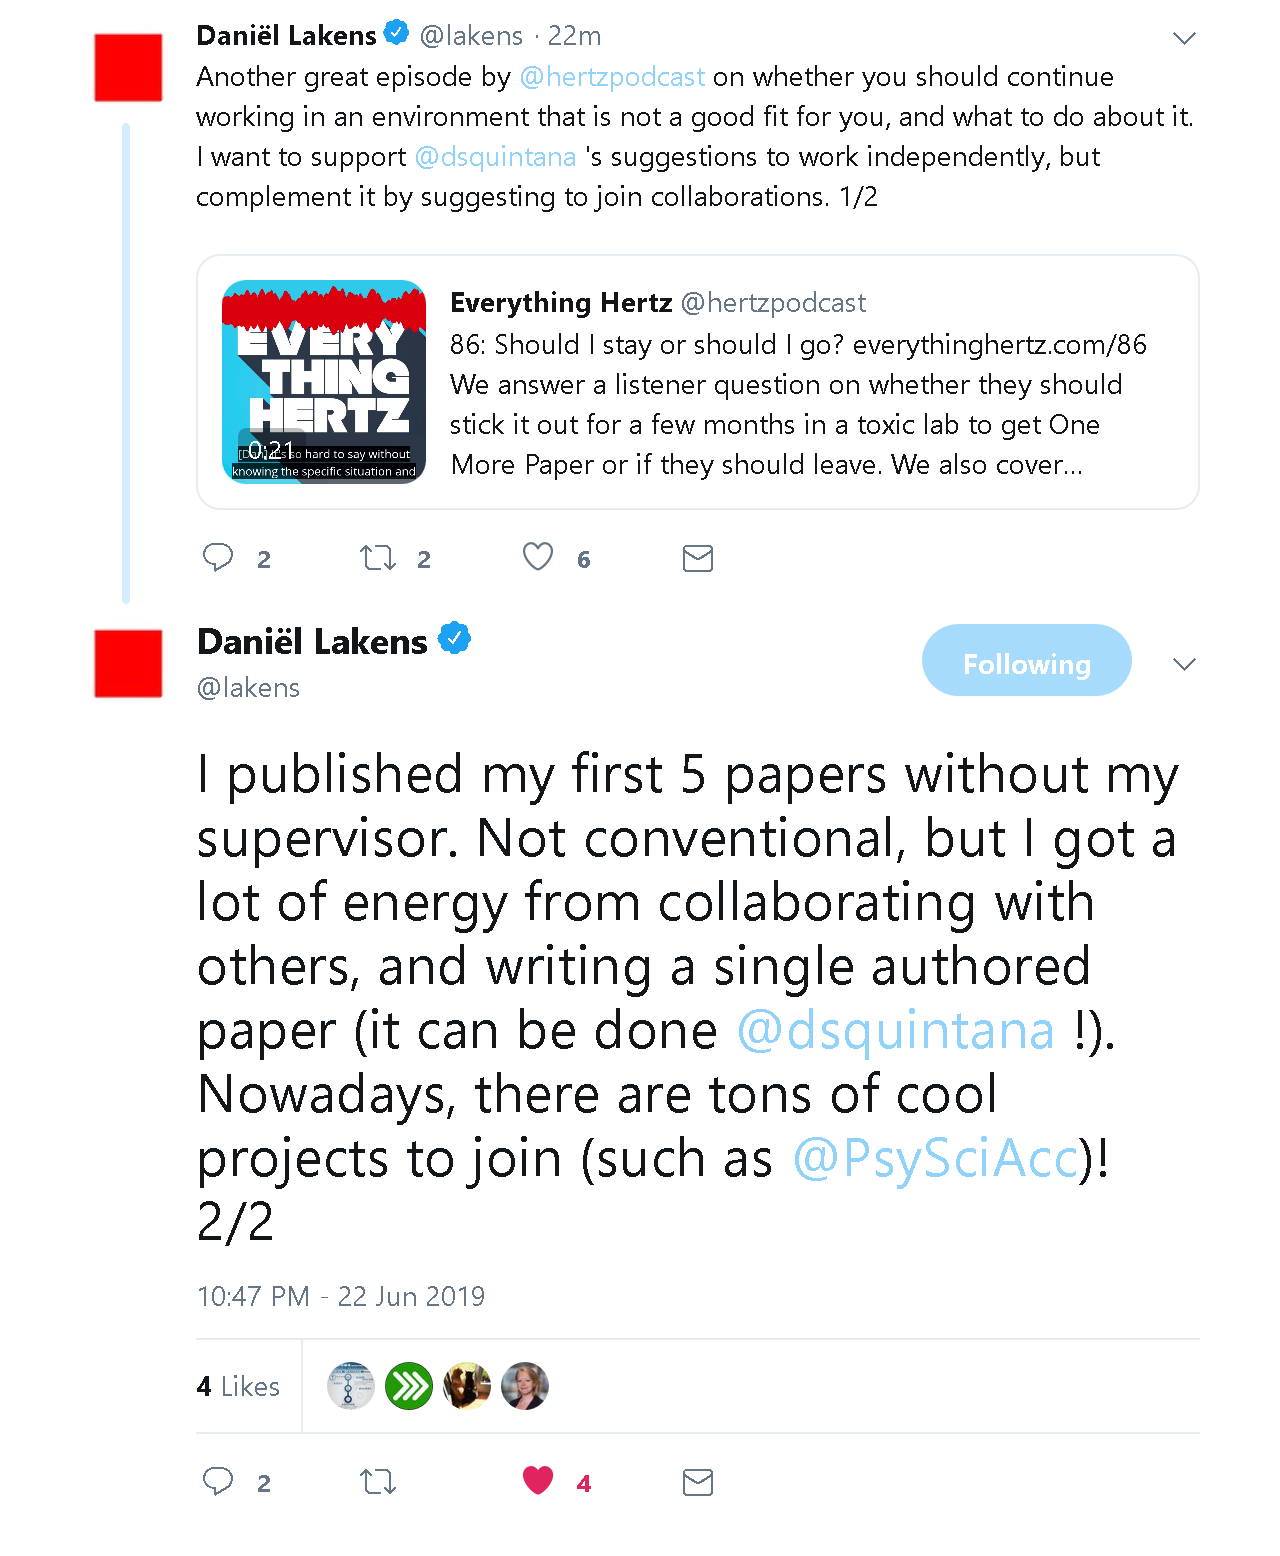 Daniël Lakens @lakens · 22m
Another great episode by @hertzpodcast on whether you should continue
working in an environment that is not a good fit for you, and what to do about it.
I want to support @dsquintana 's suggestions to work independently, but
complement it by suggesting to join collaborations. 1/2
EVERY
THING
HERTZ
0:21
so hard to say without
knowing the specific situation and
Everything Hertz @hertzpodcast
86: Should I stay or should I go? everythinghertz.com/86
We answer a listener question on whether they should
stick it out for a few months in a toxic lab to get One
More Paper or if they should leave. We also cover...
2 2 6
Daniël Lakens
@lakens
Following
I published my first 5 papers without my
supervisor. Not conventional, but I got a
lot of energy from collaborating with
others, and writing a single authored
paper (it can be done @dsquintana !).
Nowadays, there are tons of cool
projects to join (such as @PsySciAcc)!
2/2
10:47 PM - 22 Jun 2019
4 Likes
2 4